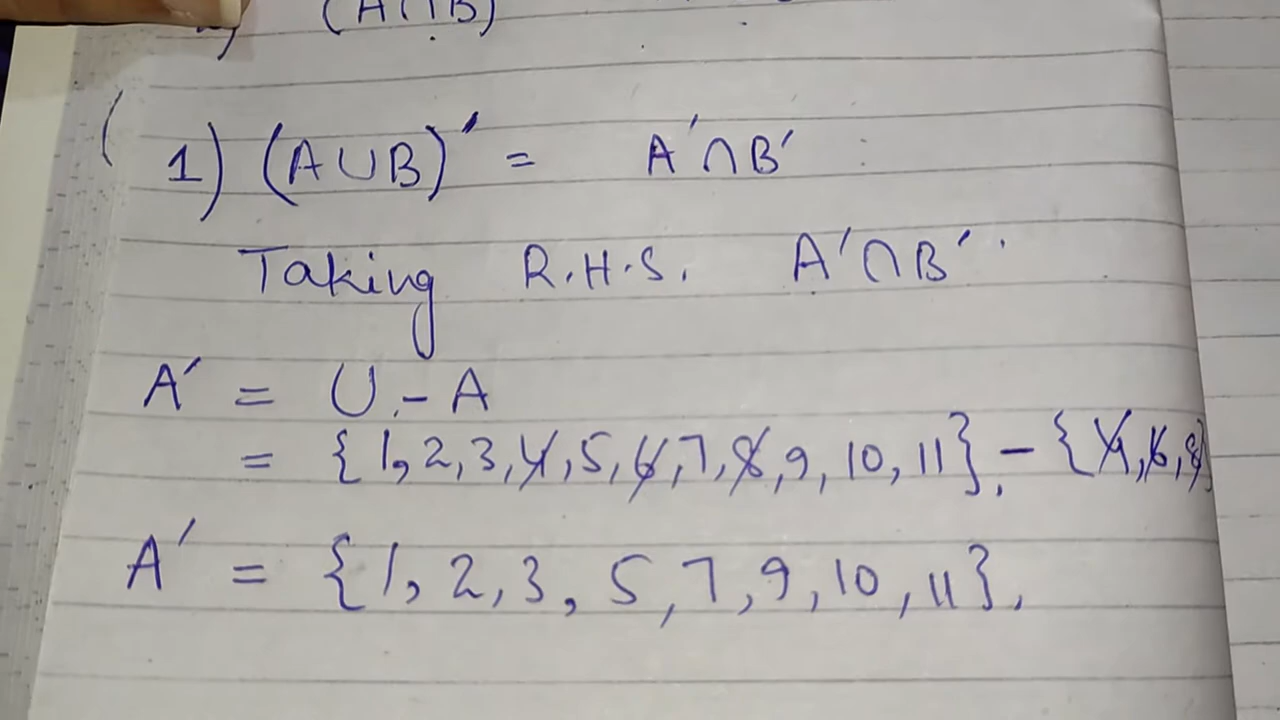 (A∩B)
1) (A∪B)′ = A′∩B′
Taking R.H.S. A′∩B′
A′ = U - A
= {1, 2, 3, 4, 5, 6, 7, 8, 9, 10, 11} - {4, 6, 8}
A′ = {1, 2, 3, 5, 7, 9, 10, 11}.